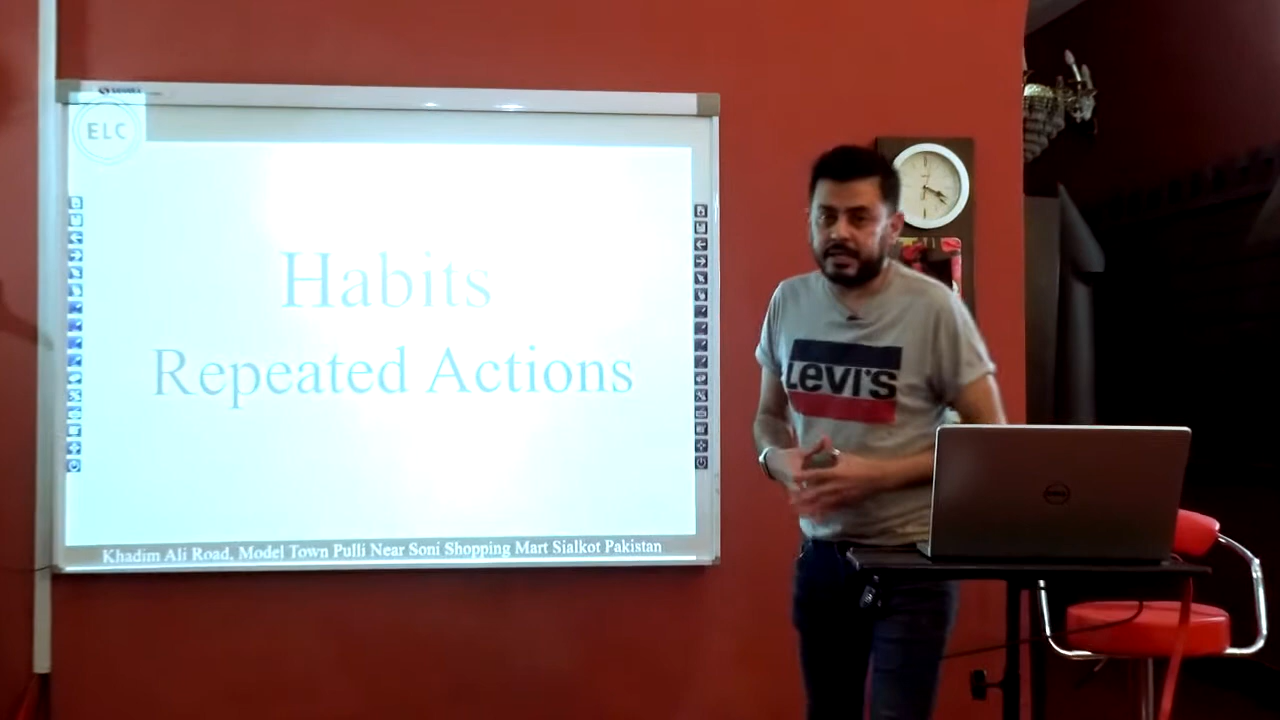 ELC
Habits
Repeated Actions
Khadim Ali Road, Model Town Pulli Near Soni Shopping Mart Sialkot Pakistan
LEVI'S
DELL